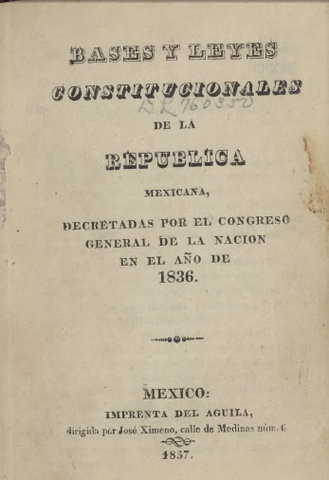 BASES Y LEYES
CONSTITUCIONALES
DE LA
REPUBLICA
MEXICANA,
DECRETADAS POR EL CONGRESO
GENERAL DE LA NACION
EN EL AÑO DE
1836.
MEXICO:
IMPRENTA DEL AGUILA,
dirigida por José Ximeno, calle de Medinas núm. 6
1837.